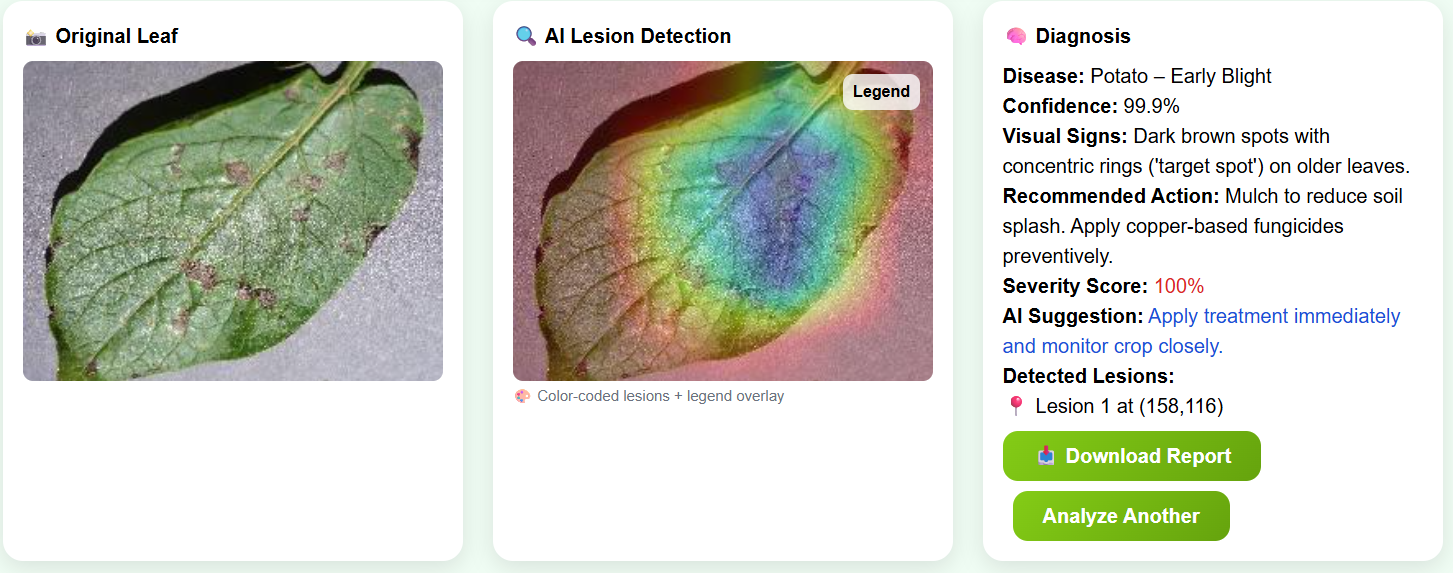 Original Leaf
AI Lesion Detection
Legend
Color-coded lesions + legend overlay
Diagnosis
Disease: Potato – Early Blight
Confidence: 99.9%
Visual Signs: Dark brown spots with
concentric rings ('target spot') on older leaves.
Recommended Action: Mulch to reduce soil
splash. Apply copper-based fungicides
preventively.
Severity Score: 100%
AI Suggestion: Apply treatment immediately
and monitor crop closely.
Detected Lesions:
Lesion 1 at (158,116)
Download Report
Analyze Another